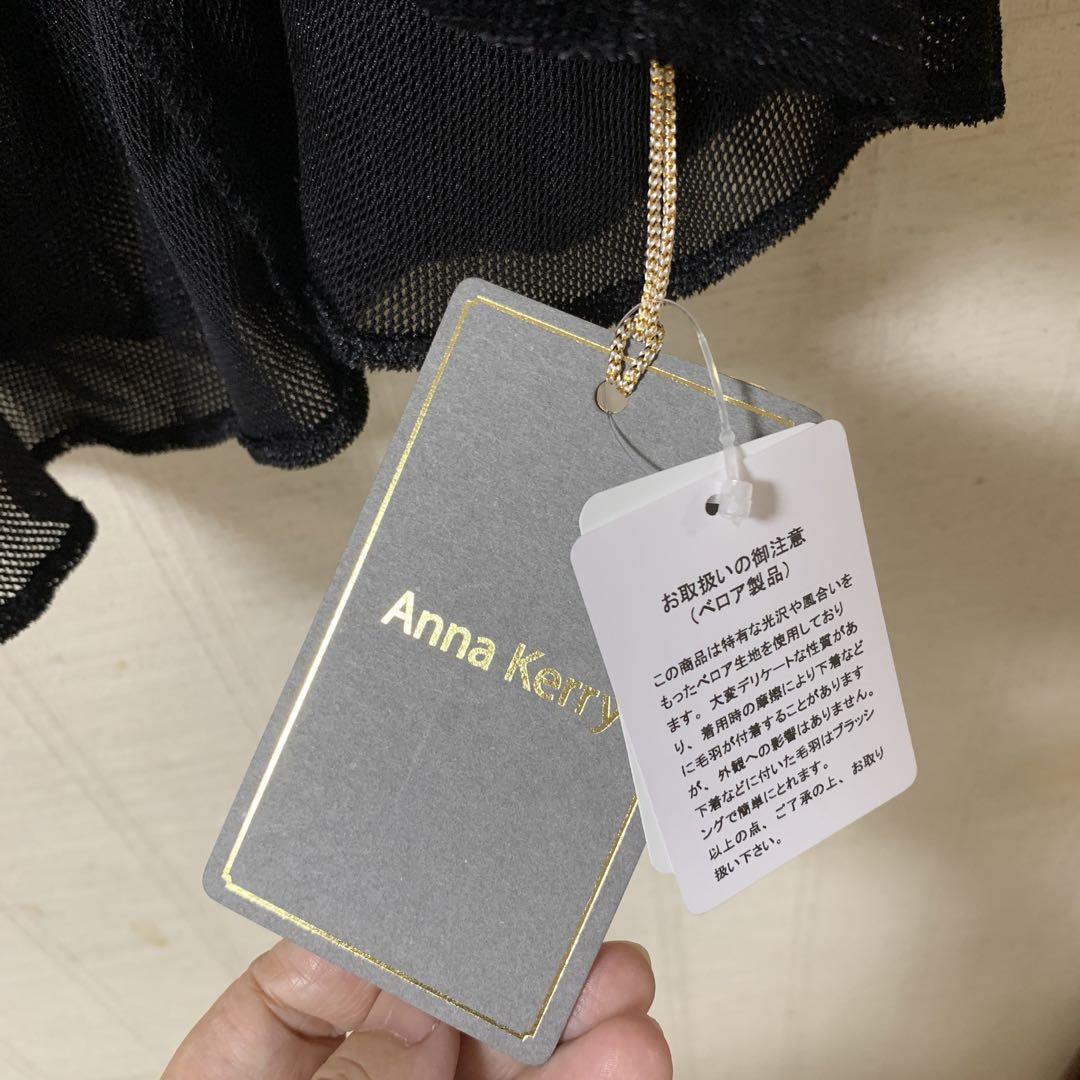 Anna Kerry
お取扱いの御注意
(ベロア製品)
この商品は特有な光沢や風合いを
もったベロア生地を使用しており
ます。大変デリケートな性質があ
り、着用時の摩擦により下着など
に毛羽が付着することがあります
が、外観への影響はありません。
下着などに付いた毛羽はブラッシ
ングで簡単にとれます。
以上の点、ご了承の上、お取り
扱い下さい。